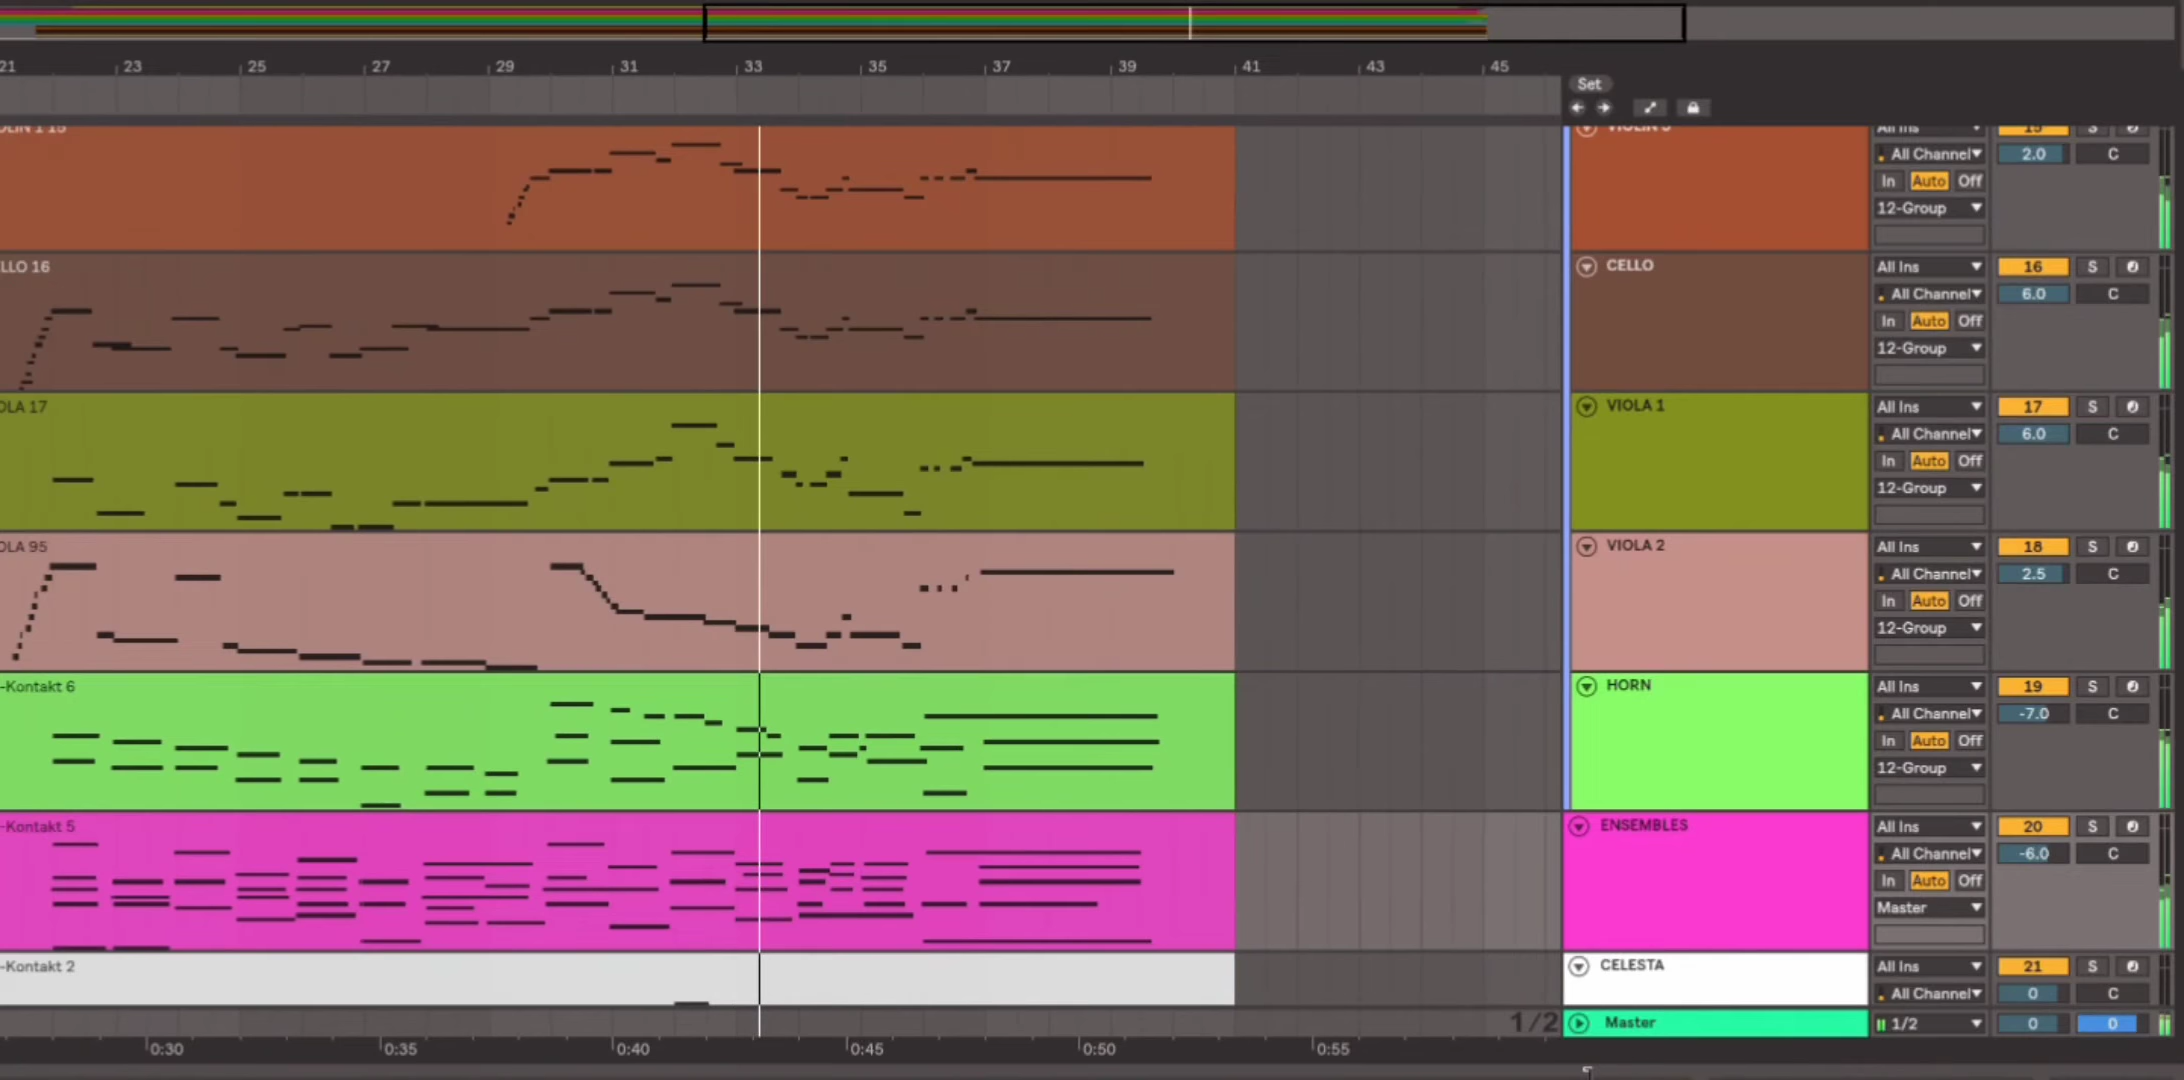 21 23 25 27 29 31 33 35 37 39 41 43 45
Set
VIOLIN 3 All Ins 15 S
All Channel 2.0 C
In Auto Off
12-Group
LLO 16 CELLO All Ins 16 S
All Channel 6.0 C
In Auto Off
12-Group
OLA 17 VIOLA 1 All Ins 17 S
All Channel 6.0 C
In Auto Off
12-Group
OLA 95 VIOLA 2 All Ins 18 S
All Channel 2.5 C
In Auto Off
12-Group
-Kontakt 6 HORN All Ins 19 S
All Channel -7.0 C
In Auto Off
12-Group
-Kontakt 5 ENSEMBLES All Ins 20 S
All Channel -6.0 C
In Auto Off
Master
-Kontakt 2 CELESTA All Ins 21 S
All Channel 0 C
1/2 Master 1/2 0 0
0:30 0:35 0:40 0:45 0:50 0:55